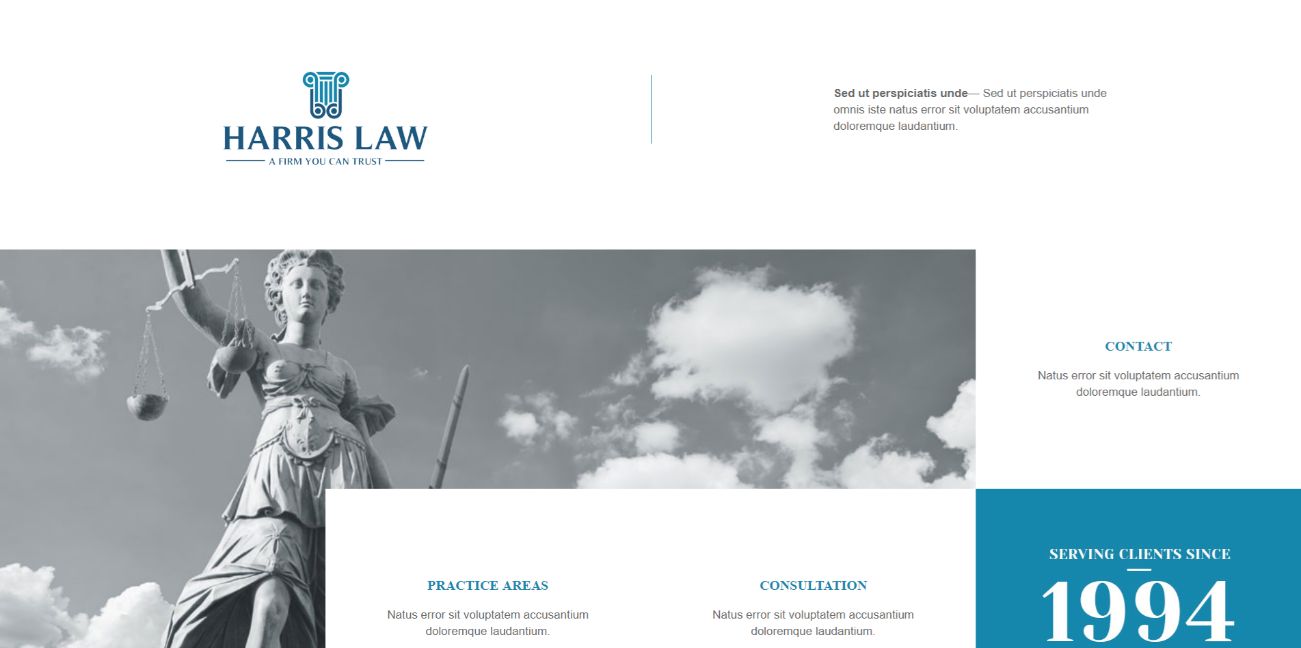 HARRIS LAW
A FIRM YOU CAN TRUST
Sed ut perspiciatis unde— Sed ut perspiciatis unde
omnis iste natus error sit voluptatem accusantium
doloremque laudantium.
CONTACT
Natus error sit voluptatem accusantium
doloremque laudantium.
PRACTICE AREAS
Natus error sit voluptatem accusantium
doloremque laudantium.
CONSULTATION
Natus error sit voluptatem accusantium
doloremque laudantium.
SERVING CLIENTS SINCE
1994